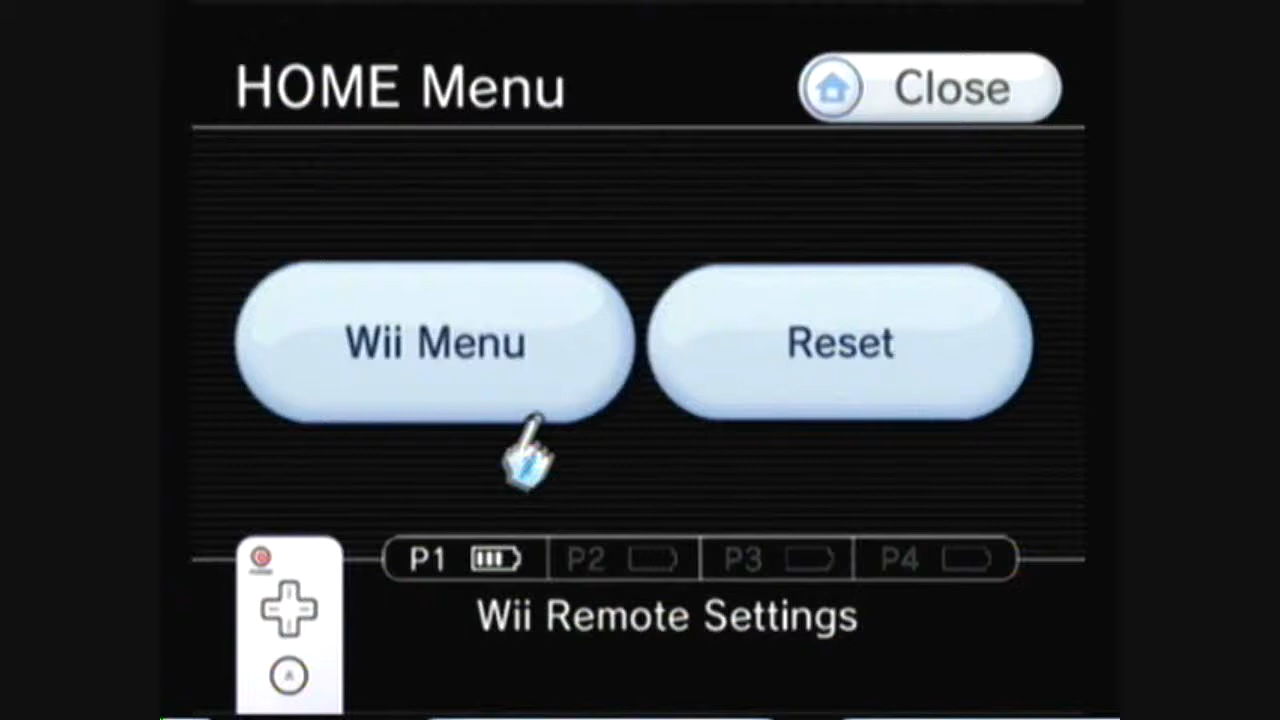 HOME Menu
Close
Wii Menu
Reset
P1 P2 P3 P4
Wii Remote Settings
A